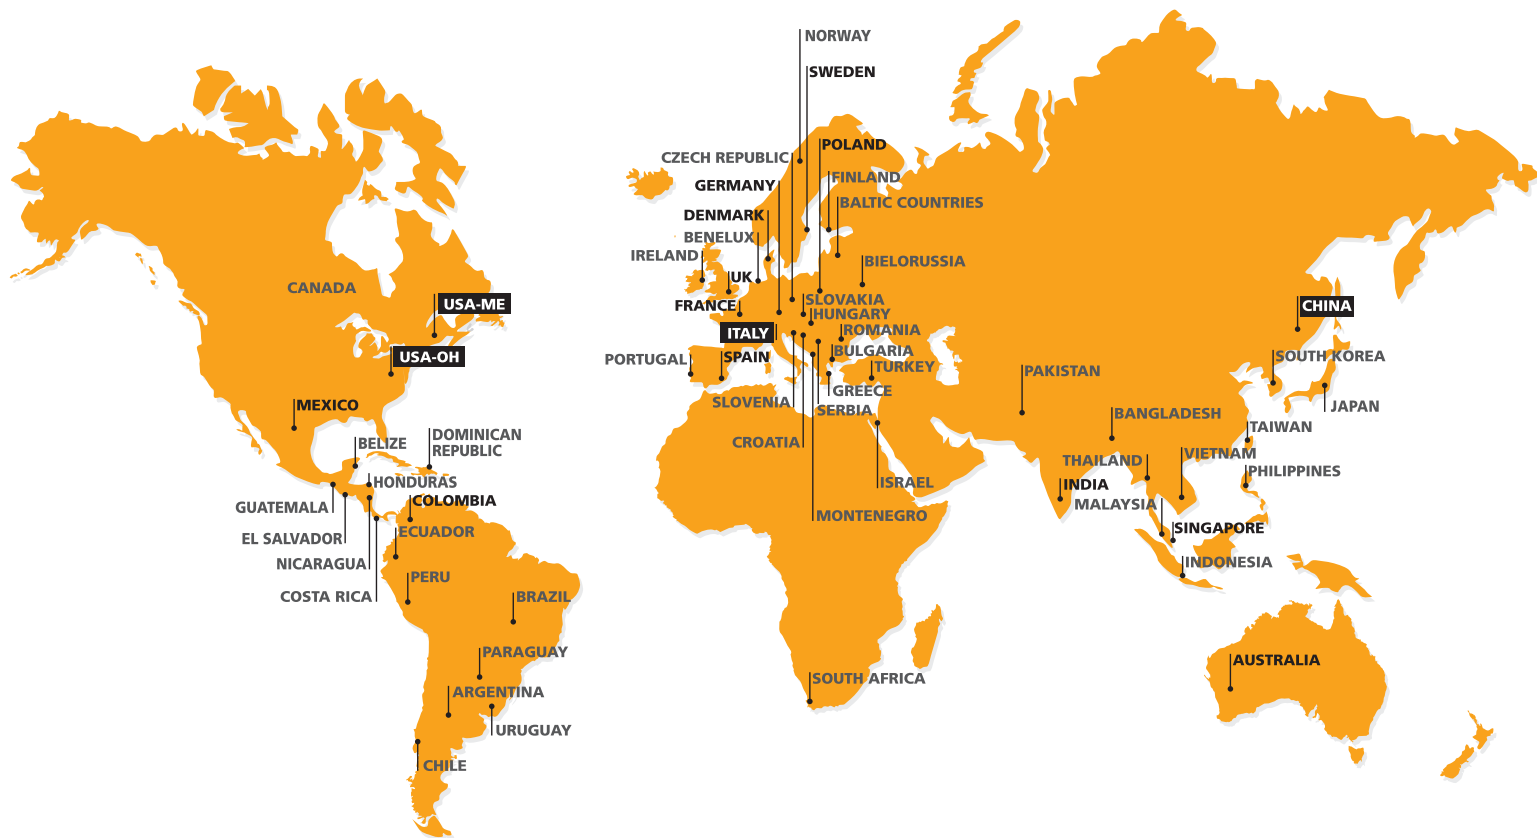 NORWAY
SWEDEN
POLAND
CZECH REPUBLIC
FINLAND
GERMANY
BALTIC COUNTRIES
DENMARK
BENELUX
IRELAND
BIELORUSSIA
UK
CANADA
SLOVAKIA
USA-ME
FRANCE
CHINA
HUNGARY
ROMANIA
ITALY
BULGARIA
USA-OH
PORTUGAL
SPAIN
SOUTH KOREA
TURKEY
PAKISTAN
GREECE
SLOVENIA
MEXICO
JAPAN
SERBIA
BANGLADESH
TAIWAN
DOMINICAN
REPUBLIC
BELIZE
CROATIA
VIETNAM
THAILAND
PHILIPPINES
HONDURAS
ISRAEL
INDIA
COLOMBIA
MALAYSIA
GUATEMALA
MONTENEGRO
SINGAPORE
ECUADOR
EL SALVADOR
INDONESIA
NICARAGUA
PERU
COSTA RICA
BRAZIL
PARAGUAY
AUSTRALIA
SOUTH AFRICA
ARGENTINA
URUGUAY
CHILE